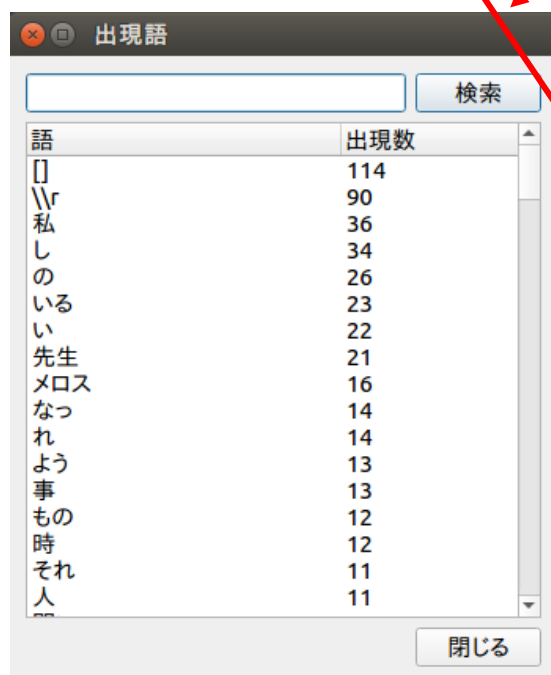 出現語
検索
語 出現数
[] 114
\\r 90
私 36
し 34
の 26
いる 23
い 22
先生 21
メロス 16
なっ 14
れ 14
よう 13
事 13
もの 12
時 12
それ 11
人 11
閉じる